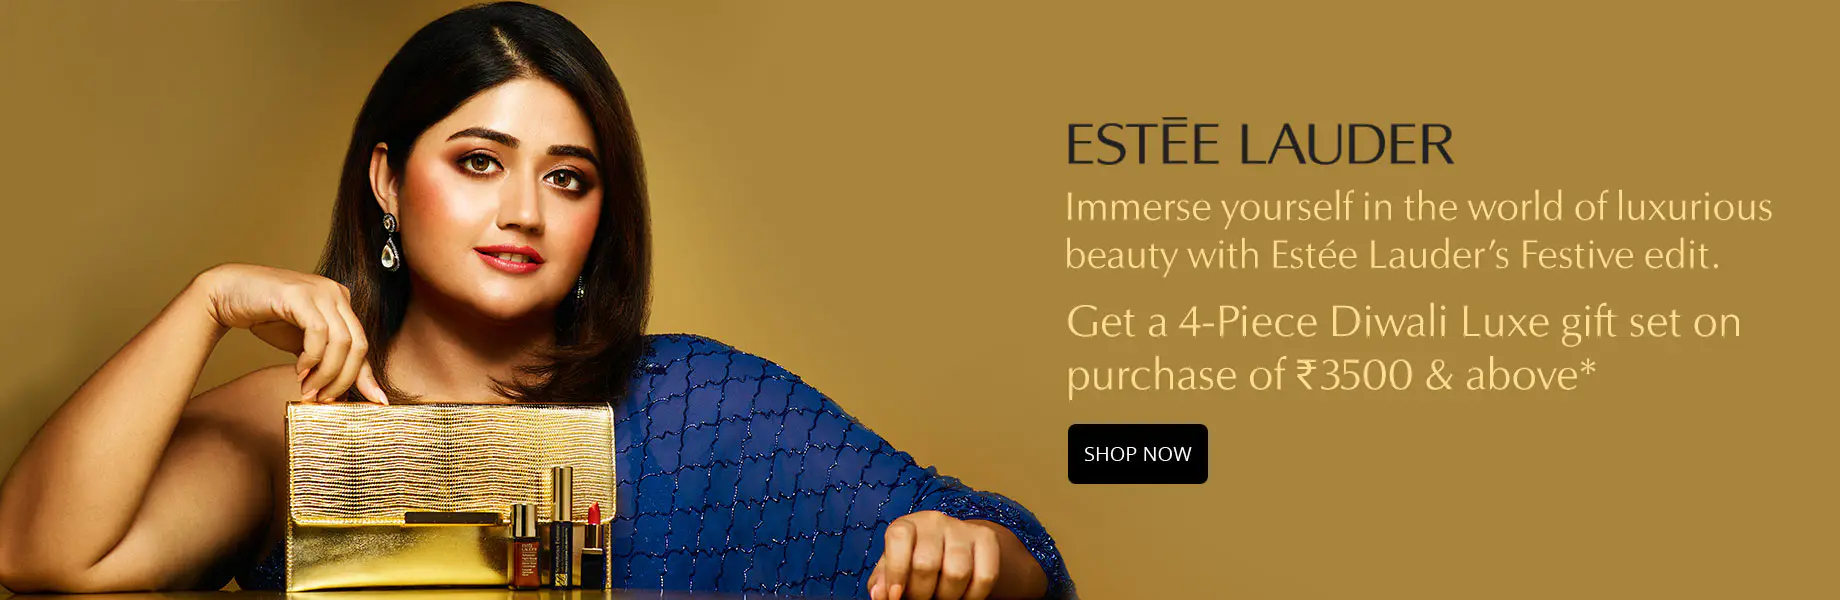 ESTĒE LAUDER
Immerse yourself in the world of luxurious
beauty with Estée Lauder’s Festive edit.
Get a 4-Piece Diwali Luxe gift set on
purchase of ₹3500 & above*
SHOP NOW